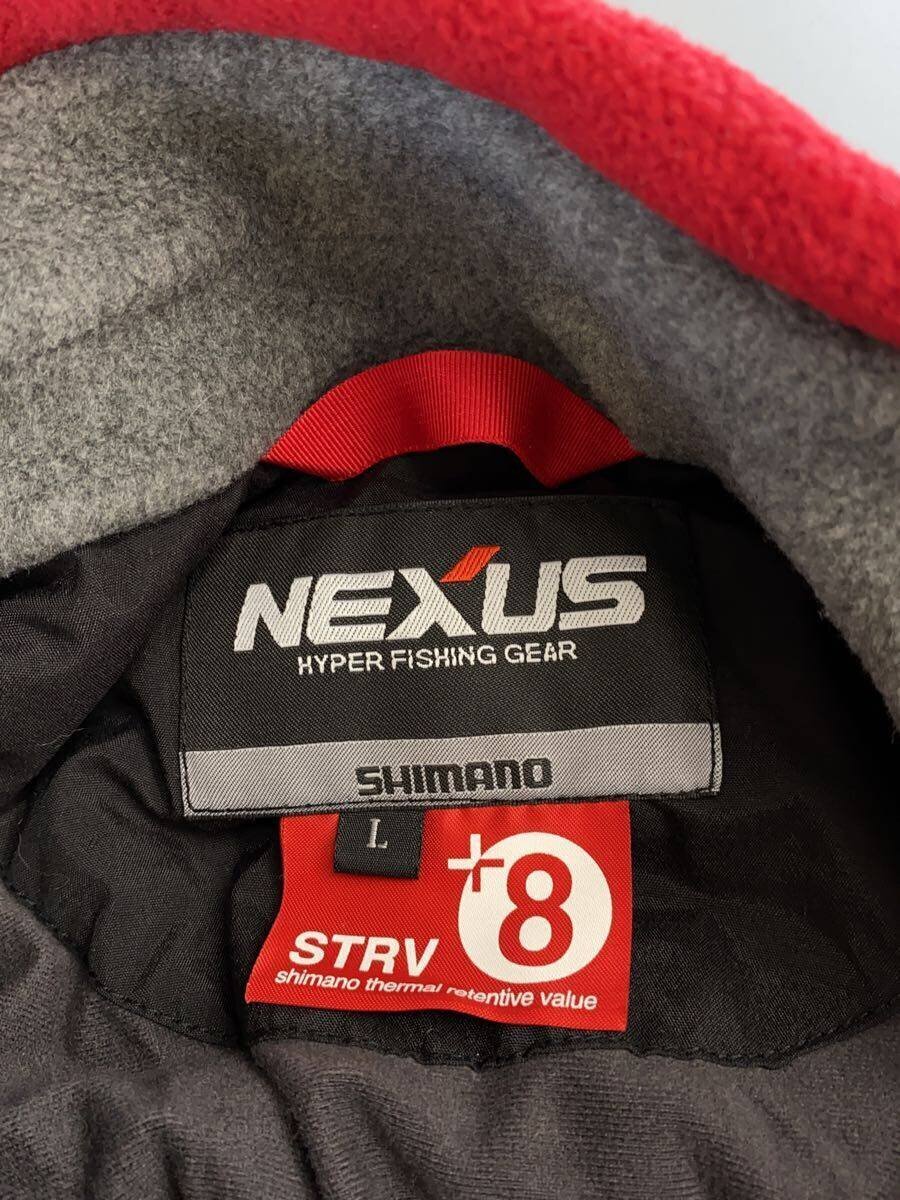 NEXUS
HYPER FISHING GEAR
SHIMANO
L
+8
STRV
shimano thermal retentive value